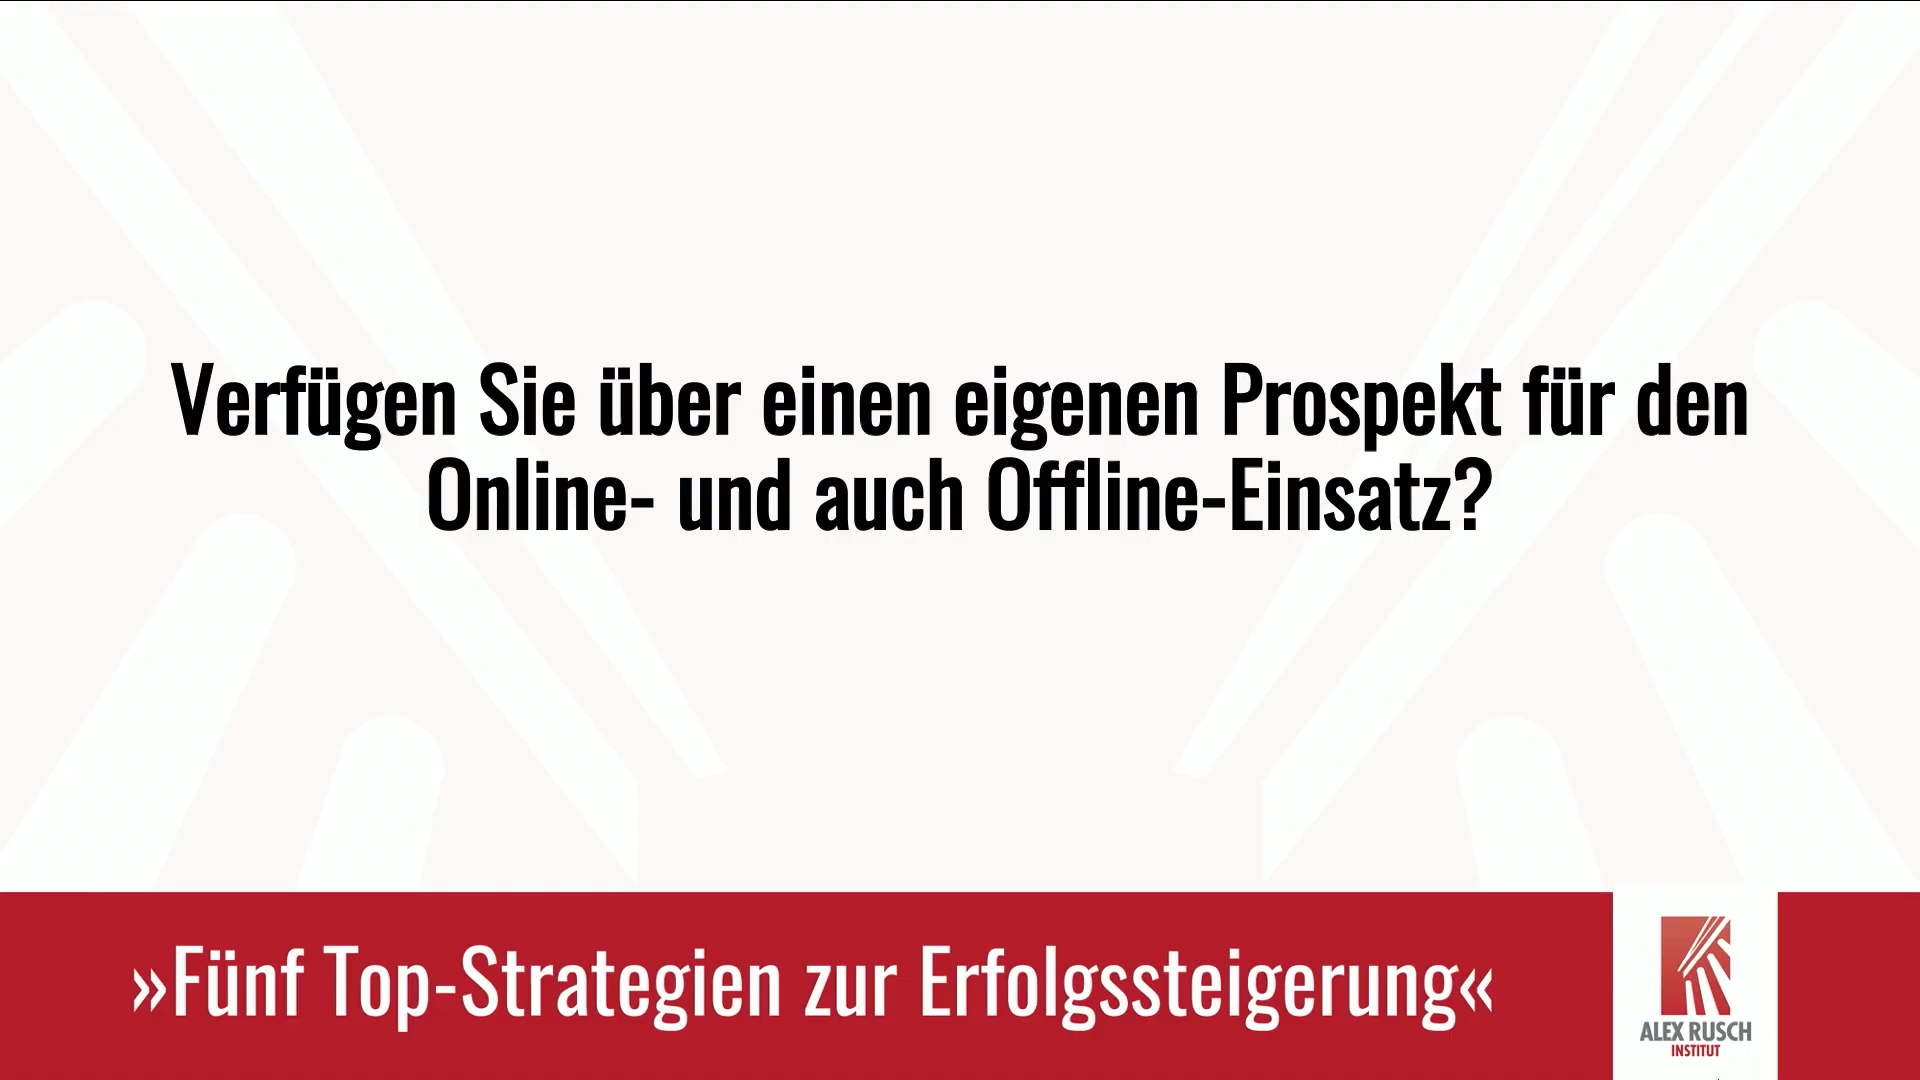 Verfügen Sie über einen eigenen Prospekt für den
Online- und auch Offline-Einsatz?
»Fünf Top-Strategien zur Erfolgssteigerung«
ALEX RUSCH
INSTITUT